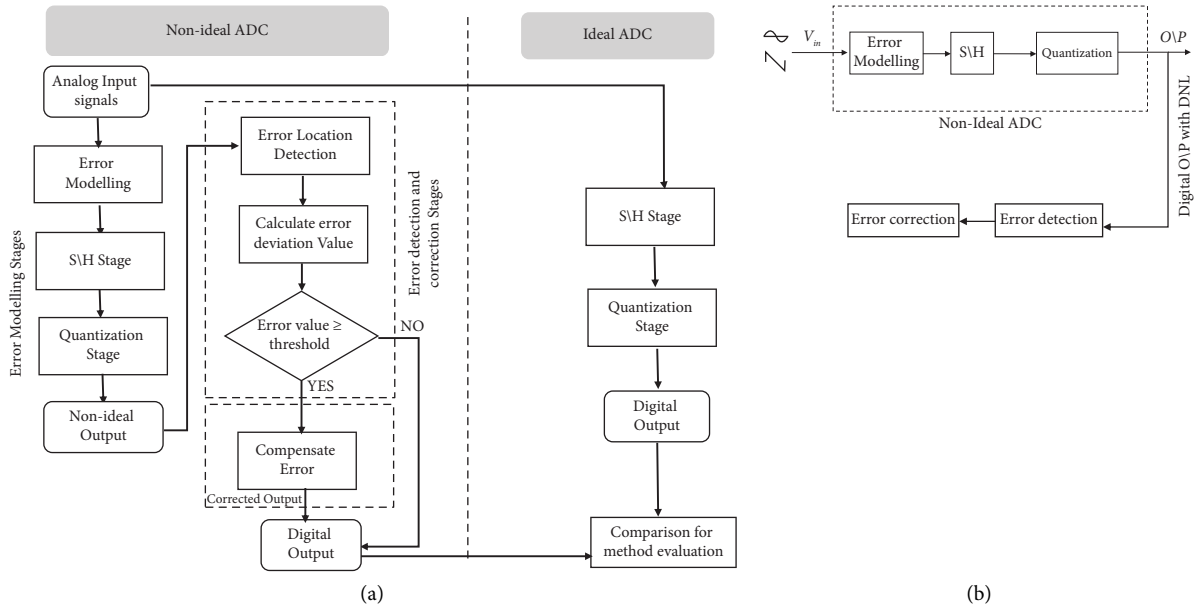 Non-ideal ADC
Ideal ADC
Analog Input
signals
Error
Modelling
S\H Stage
Quantization
Stage
Non-ideal
Output
Error Modelling Stages
Error Location
Detection
Calculate error
deviation Value
Error value ≥
threshold
NO
YES
Compensate
Error
Corrected Output
Digital
Output
Error detection and
correction Stages
S\H Stage
Quantization
Stage
Digital
Output
Comparison for
method evaluation
(a)
V_in
Error
Modelling
S\H
Quantization
O\P
Non-Ideal ADC
Digital O\P with DNL
Error correction
Error detection
(b)